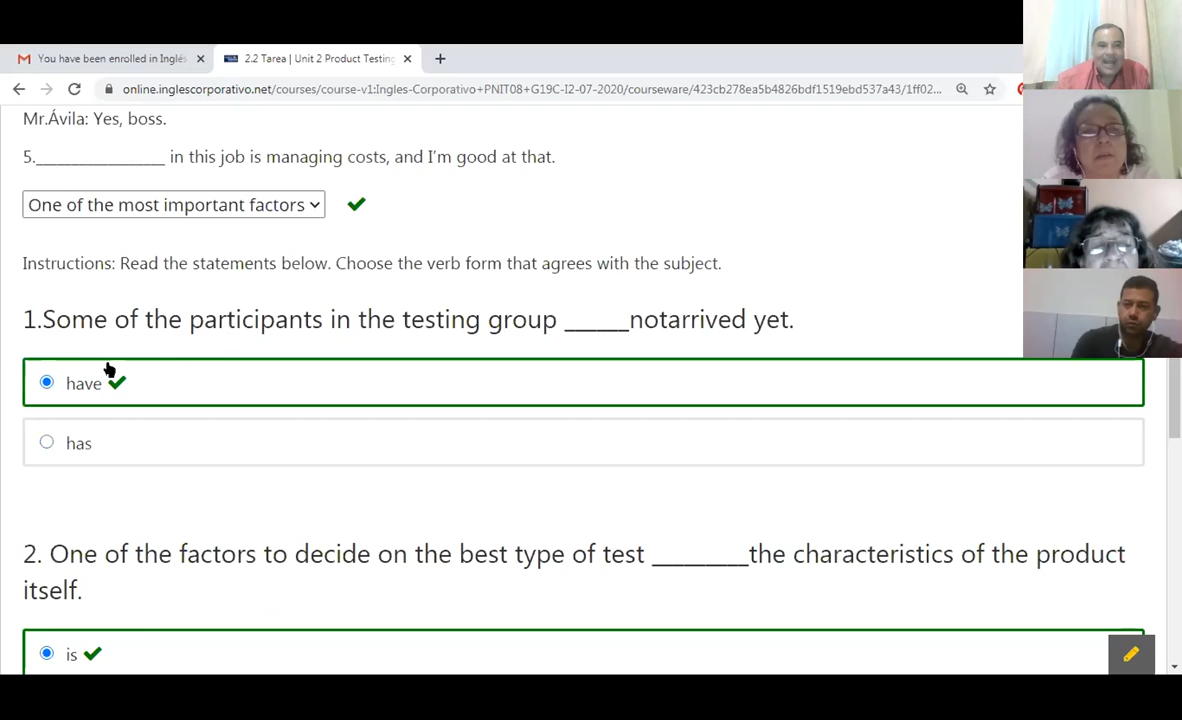 You have been enrolled in Inglés
2.2 Tarea | Unit 2 Product Testing
online.inglescorporativo.net/courses/course-v1:Ingles-Corporativo+PNIT08+G19C-I2-07-2020/courseware/423cb278ea5b4826bdf1519ebd537a43/1ff02...
Mr.Ávila: Yes, boss.
5.________________ in this job is managing costs, and I'm good at that.
One of the most important factors
Instructions: Read the statements below. Choose the verb form that agrees with the subject.
1.Some of the participants in the testing group _____notarrived yet.
have
has
2. One of the factors to decide on the best type of test ________the characteristics of the product
itself.
is